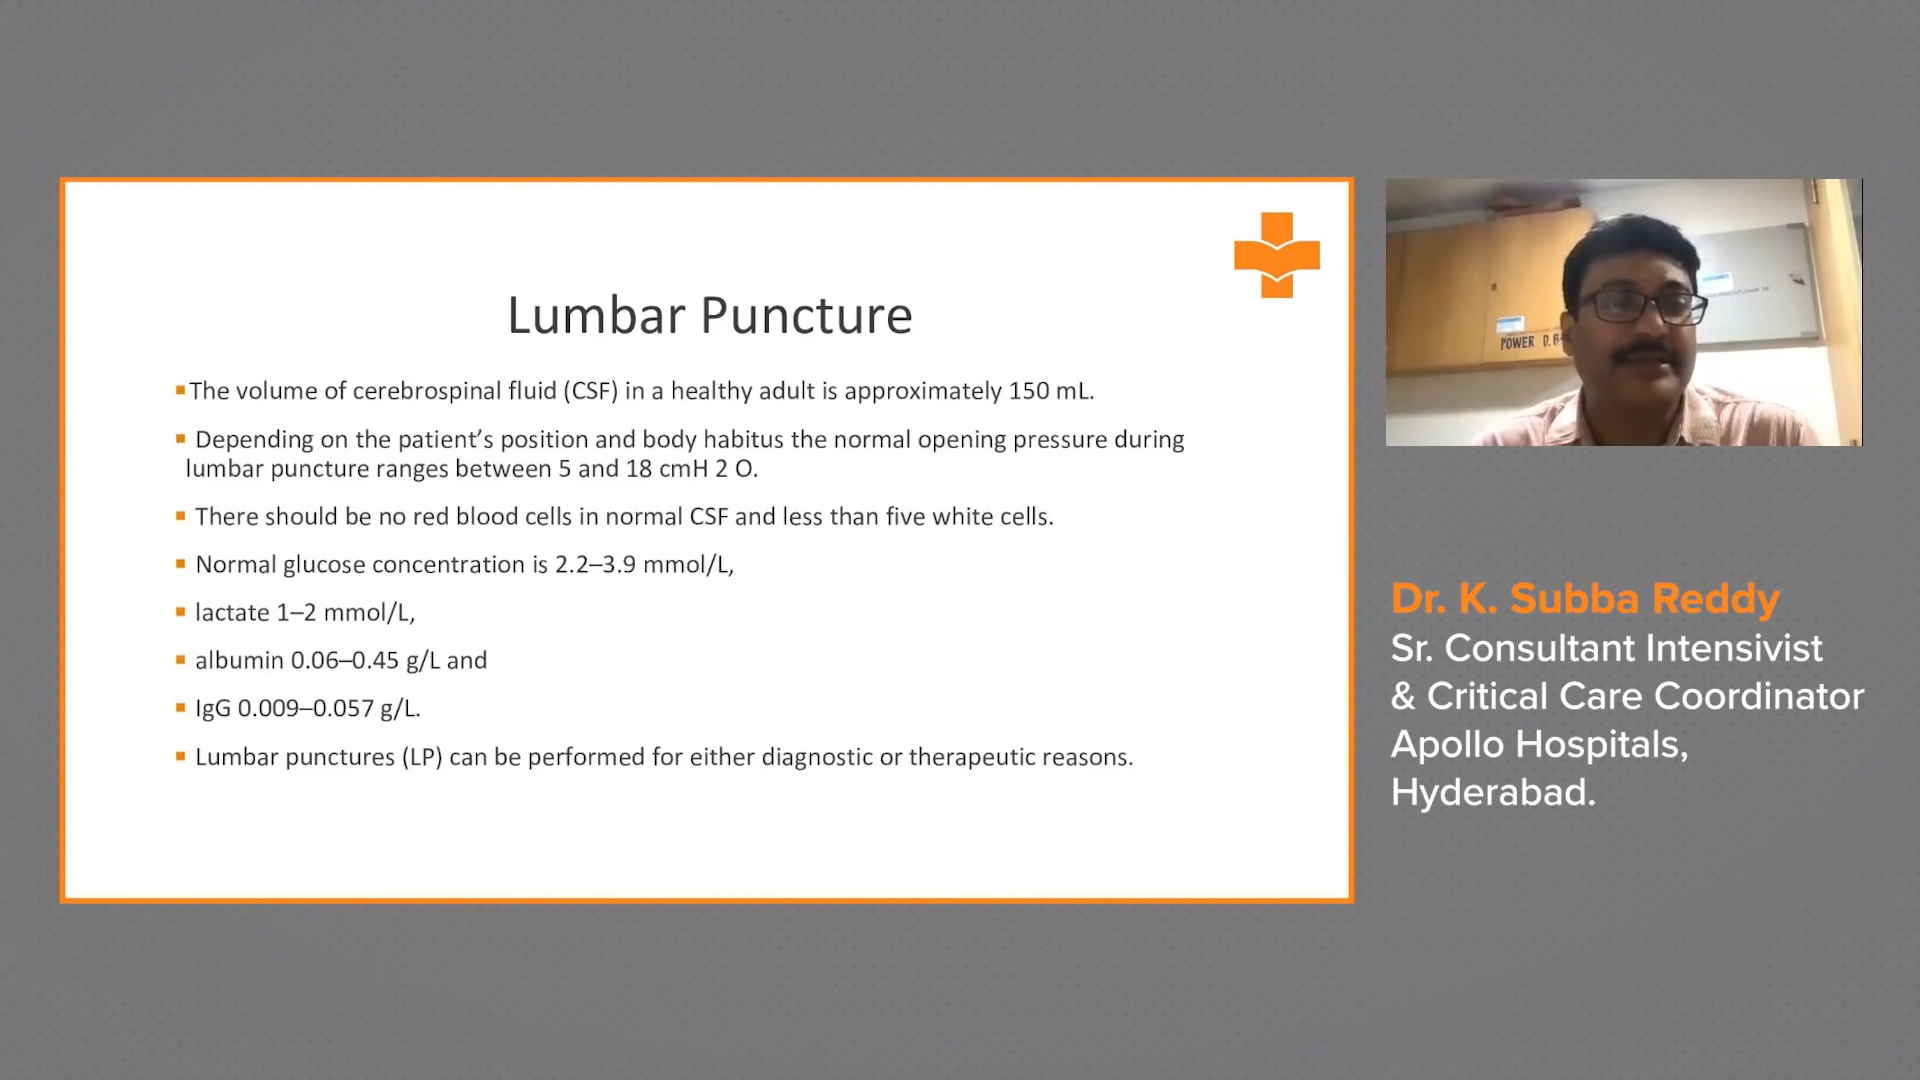 Lumbar Puncture
The volume of cerebrospinal fluid (CSF) in a healthy adult is approximately 150 mL.
Depending on the patient’s position and body habitus the normal opening pressure during
lumbar puncture ranges between 5 and 18 cmH 2 O.
There should be no red blood cells in normal CSF and less than five white cells.
Normal glucose concentration is 2.2–3.9 mmol/L,
lactate 1–2 mmol/L,
albumin 0.06–0.45 g/L and
IgG 0.009–0.057 g/L.
Lumbar punctures (LP) can be performed for either diagnostic or therapeutic reasons.
POWER D.B
Dr. K. Subba Reddy
Sr. Consultant Intensivist
& Critical Care Coordinator
Apollo Hospitals,
Hyderabad.